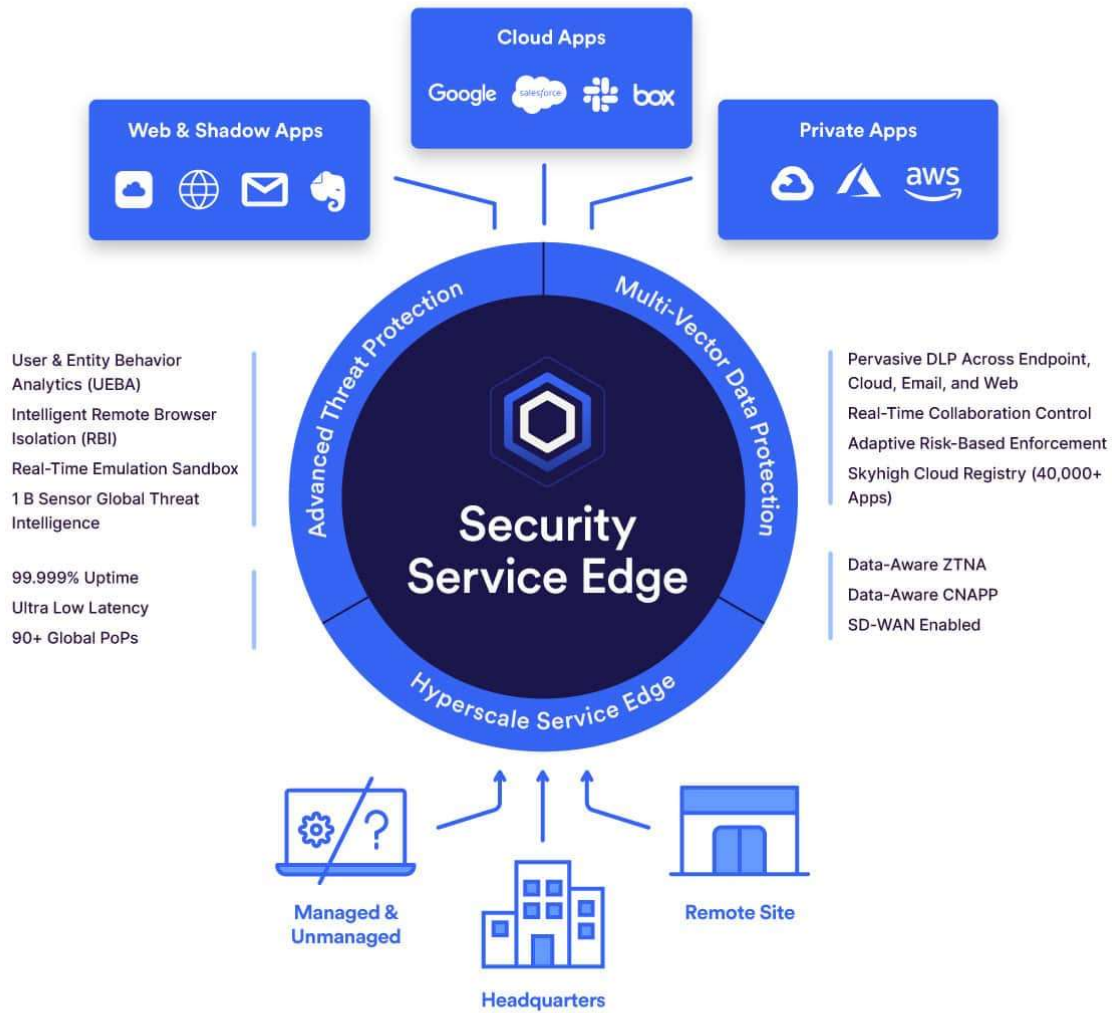 Cloud Apps
Google salesforce box
Web & Shadow Apps
Private Apps
aws
Advanced Threat Protection
Multi-Vector Data Protection
User & Entity Behavior
Analytics (UEBA)
Intelligent Remote Browser
Isolation (RBI)
Real-Time Emulation Sandbox
1 B Sensor Global Threat
Intelligence
99.999% Uptime
Ultra Low Latency
90+ Global PoPs
Security
Service Edge
Pervasive DLP Across Endpoint,
Cloud, Email, and Web
Real-Time Collaboration Control
Adaptive Risk-Based Enforcement
Skyhigh Cloud Registry (40,000+
Apps)
Data-Aware ZTNA
Data-Aware CNAPP
SD-WAN Enabled
Hyperscale Service Edge
?
Managed &
Unmanaged
Headquarters
Remote Site